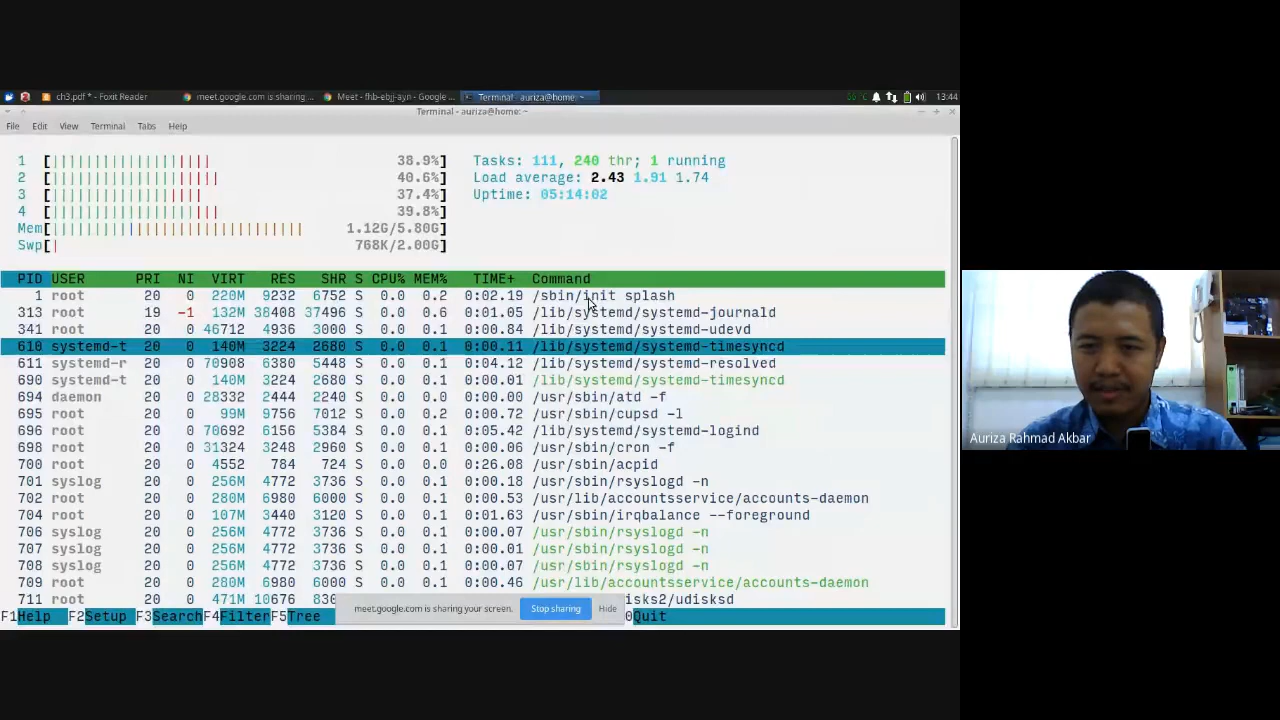 ch3.pdf * - Foxit Reader meet.google.com is sharing ... Meet - fhb-ebjj-ayn - Google ... Terminal - auriza@home: ~ 13:44
Terminal - auriza@home: ~
File Edit View Terminal Tabs Help
1 [ 38.9%] Tasks: 111, 240 thr; 1 running
2 [ 40.6%] Load average: 2.43 1.91 1.74
3 [ 37.4%] Uptime: 05:14:02
4 [ 39.8%]
Mem[ 1.12G/5.80G]
Swp[ 768K/2.00G]
PID USER PRI NI VIRT RES SHR S CPU% MEM% TIME+ Command
1 root 20 0 220M 9232 6752 S 0.0 0.2 0:02.19 /sbin/init splash
313 root 19 -1 132M 38408 37496 S 0.0 0.6 0:01.05 /lib/systemd/systemd-journald
341 root 20 0 46712 4936 3000 S 0.0 0.1 0:00.84 /lib/systemd/systemd-udevd
610 systemd-t 20 0 140M 3224 2680 S 0.0 0.1 0:00.11 /lib/systemd/systemd-timesyncd
611 systemd-r 20 0 70908 6380 5448 S 0.0 0.1 0:04.12 /lib/systemd/systemd-resolved
690 systemd-t 20 0 140M 3224 2680 S 0.0 0.1 0:00.01 /lib/systemd/systemd-timesyncd
694 daemon 20 0 28332 2444 2240 S 0.0 0.0 0:00.00 /usr/sbin/atd -f
695 root 20 0 99M 9756 7012 S 0.0 0.2 0:00.72 /usr/sbin/cupsd -l
696 root 20 0 70692 6156 5384 S 0.0 0.1 0:05.42 /lib/systemd/systemd-logind
698 root 20 0 31324 3248 2960 S 0.0 0.1 0:00.06 /usr/sbin/cron -f
700 root 20 0 4552 784 724 S 0.0 0.0 0:26.08 /usr/sbin/acpid
701 syslog 20 0 256M 4772 3736 S 0.0 0.1 0:00.18 /usr/sbin/rsyslogd -n
702 root 20 0 280M 6980 6000 S 0.0 0.1 0:00.53 /usr/lib/accountsservice/accounts-daemon
704 root 20 0 107M 3440 3120 S 0.0 0.1 0:01.63 /usr/sbin/irqbalance --foreground
706 syslog 20 0 256M 4772 3736 S 0.0 0.1 0:00.07 /usr/sbin/rsyslogd -n
707 syslog 20 0 256M 4772 3736 S 0.0 0.1 0:00.01 /usr/sbin/rsyslogd -n
708 syslog 20 0 256M 4772 3736 S 0.0 0.1 0:00.07 /usr/sbin/rsyslogd -n
709 root 20 0 280M 6980 6000 S 0.0 0.1 0:00.46 /usr/lib/accountsservice/accounts-daemon
711 root 20 0 471M 10676 830 isks2/udisksd
meet.google.com is sharing your screen. Stop sharing Hide
F1Help F2Setup F3SearchF4FilterF5Tree 0Quit
Auriza Rahmad Akbar